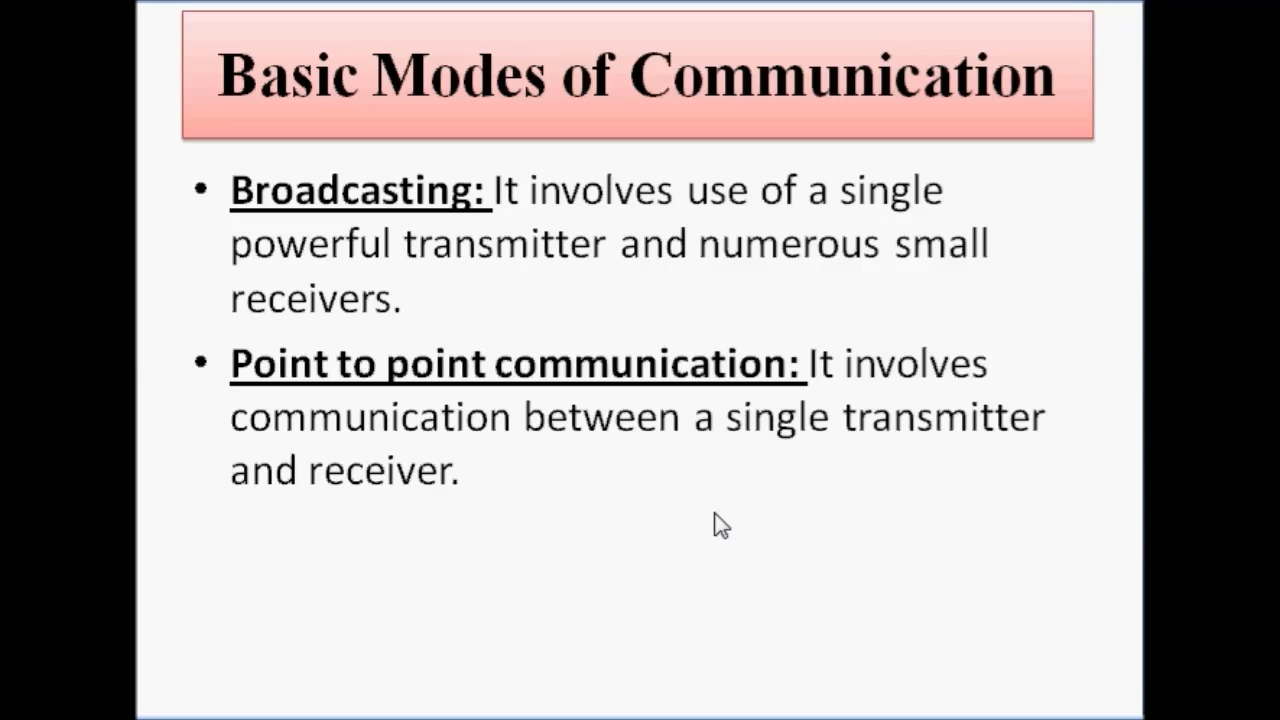 Basic Modes of Communication
• Broadcasting: It involves use of a single
powerful transmitter and numerous small
receivers.
• Point to point communication: It involves
communication between a single transmitter
and receiver.